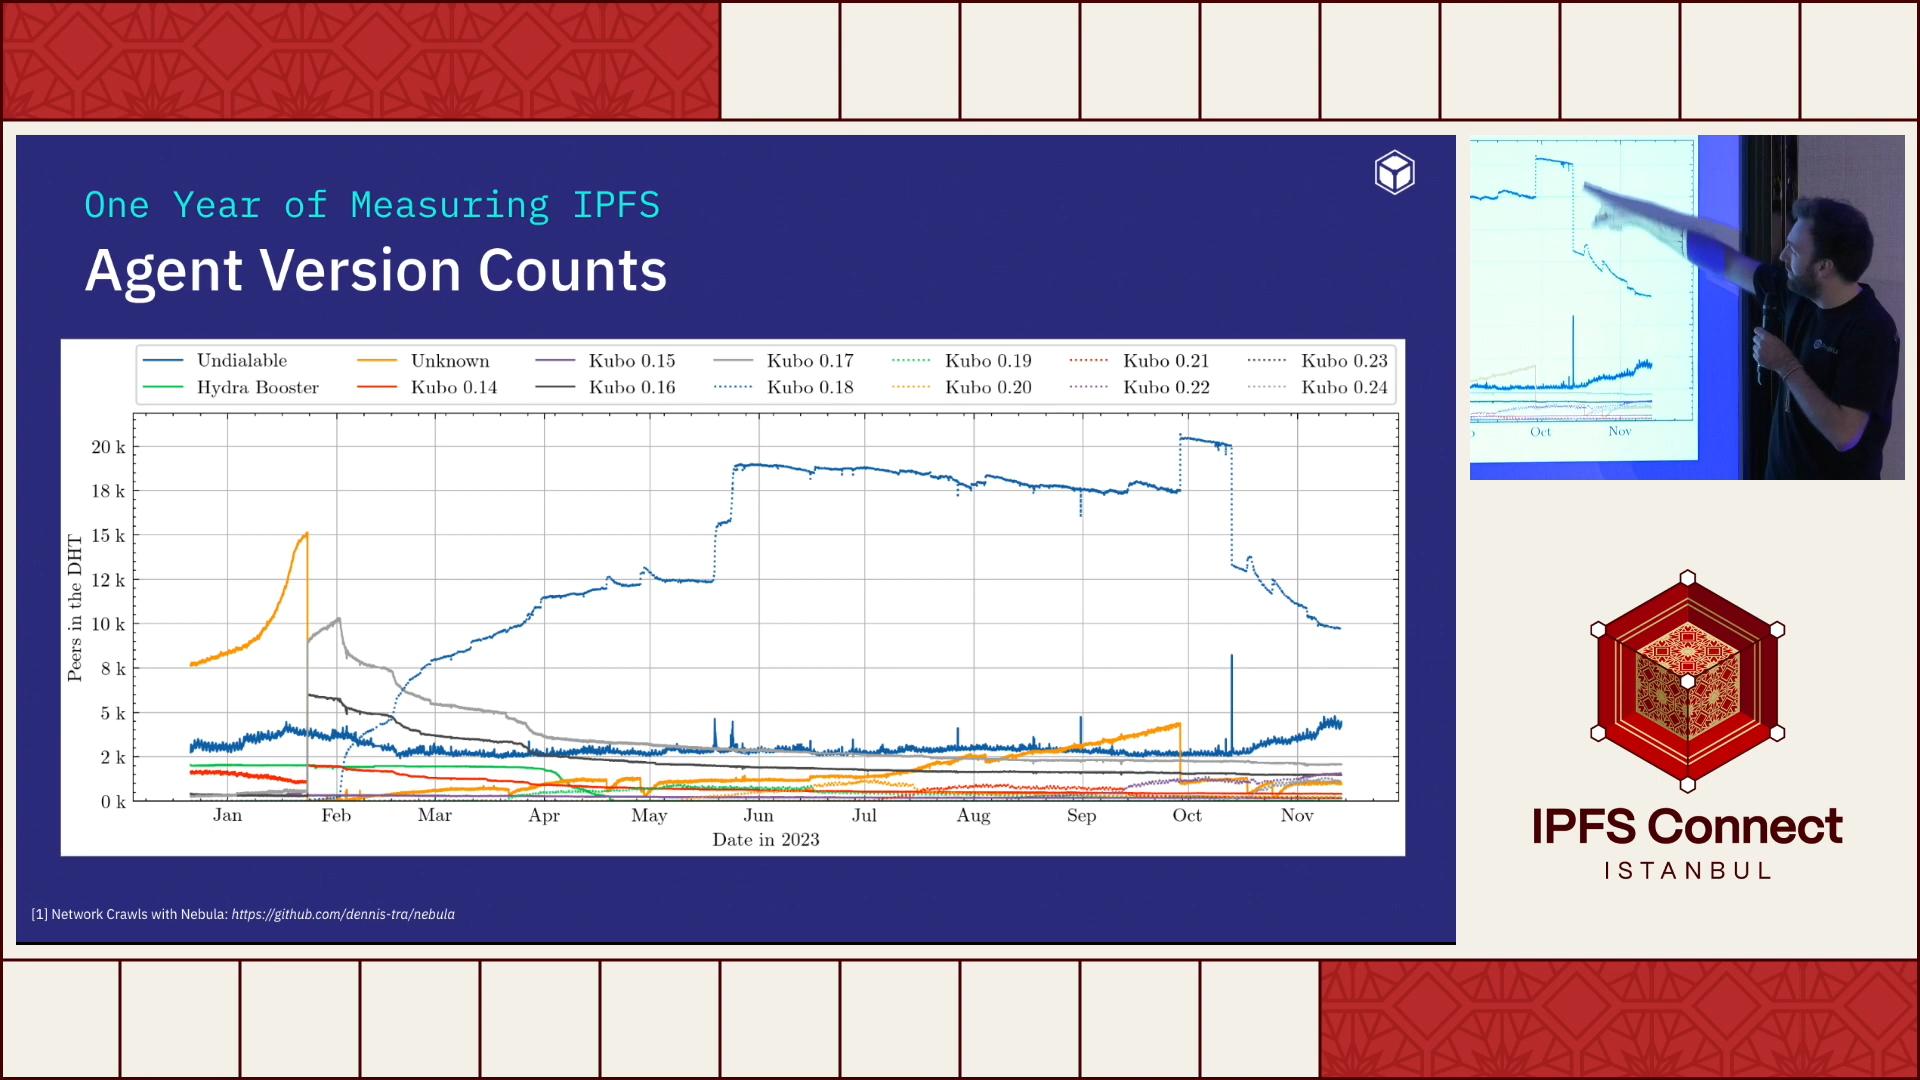 One Year of Measuring IPFS
Agent Version Counts
Undialable Unknown Kubo 0.15 Kubo 0.17 Kubo 0.19 Kubo 0.21 Kubo 0.23
Hydra Booster Kubo 0.14 Kubo 0.16 Kubo 0.18 Kubo 0.20 Kubo 0.22 Kubo 0.24
20 k
18 k
15 k
12 k
10 k
8 k
5 k
2 k
0 k
Peers in the DHT
Jan Feb Mar Apr May Jun Jul Aug Sep Oct Nov
Date in 2023
[1] Network Crawls with Nebula: https://github.com/dennis-tra/nebula
Oct Nov
IPFS Connect
ISTANBUL